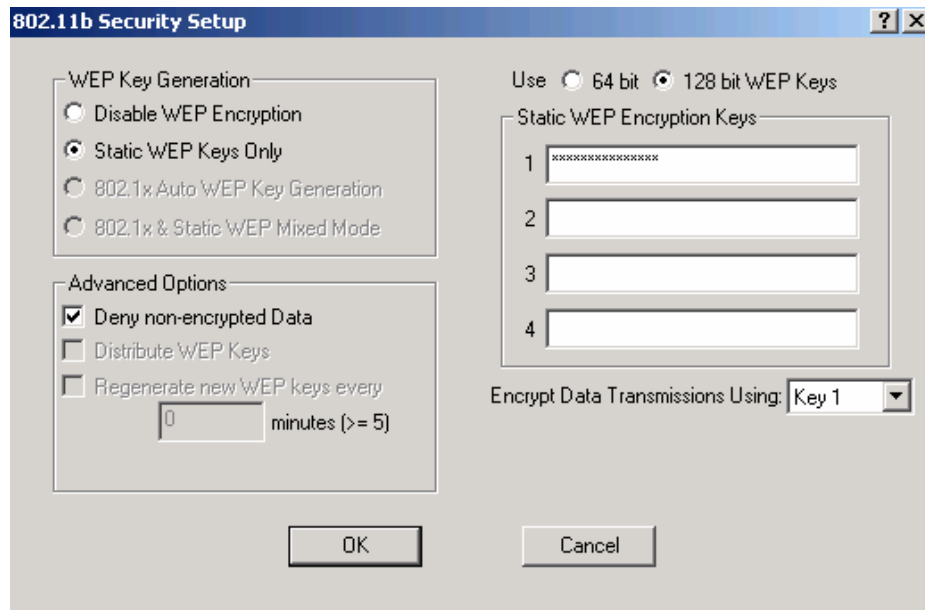 802.11b Security Setup
WEP Key Generation
Disable WEP Encryption
Static WEP Keys Only
802.1x Auto WEP Key Generation
802.1x & Static WEP Mixed Mode
Advanced Options
Deny non-encrypted Data
Distribute WEP Keys
Regenerate new WEP keys every
0 minutes (>= 5)
Use 64 bit 128 bit WEP Keys
Static WEP Encryption Keys
1 ***************
2
3
4
Encrypt Data Transmissions Using: Key 1
OK Cancel